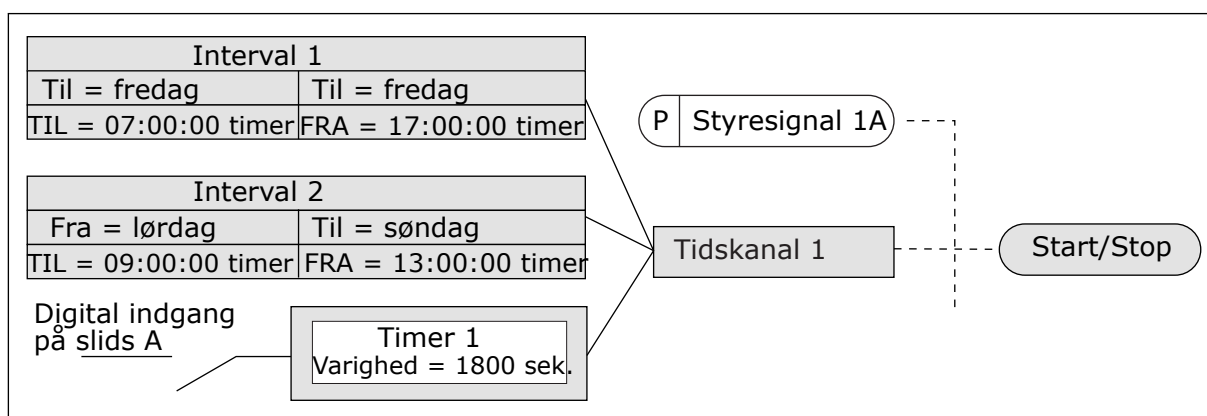 Interval 1
Til = fredag Til = fredag
TIL = 07:00:00 timer FRA = 17:00:00 timer
P Styresignal 1A
Interval 2
Fra = lørdag Til = søndag
TIL = 09:00:00 timer FRA = 13:00:00 timer
Tidskanal 1
Start/Stop
Digital indgang
på slids A
Timer 1
Varighed = 1800 sek.